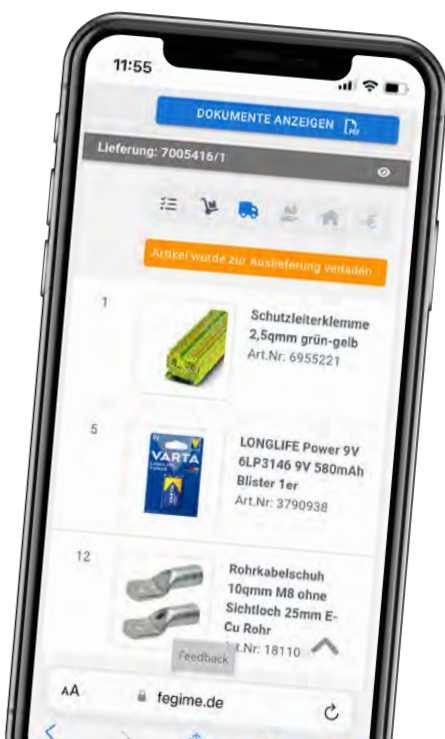 11:55
DOKUMENTE ANZEIGEN
Lieferung: 7005416/1
Artikel wurde zur Auslieferung verladen
1
Schutzleiterklemme
2,5qmm grün-gelb
Art.Nr: 6955221
5
VARTA
LONGLIFE Power 9V
6LP3146 9V 580mAh
Blister 1er
Art.Nr: 3790938
12
Rohrkabelschuh
10qmm M8 ohne
Sichtloch 25mm E-
Cu Rohr
t.Nr: 18110
Feedback
AA
fegime.de